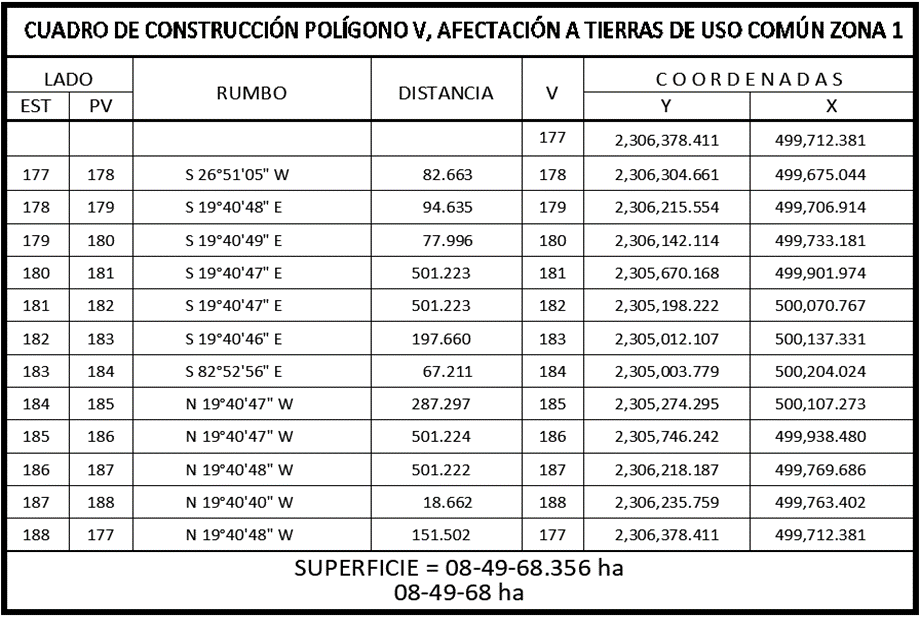 CUADRO DE CONSTRUCCIÓN POLÍGONO V, AFECTACIÓN A TIERRAS DE USO COMÚN ZONA 1
LADO RUMBO DISTANCIA V COORDENADAS
EST PV Y X
177 2,306,378.411 499,712.381
177 178 S 26°51'05" W 82.663 178 2,306,304.661 499,675.044
178 179 S 19°40'48" E 94.635 179 2,306,215.554 499,706.914
179 180 S 19°40'49" E 77.996 180 2,306,142.114 499,733.181
180 181 S 19°40'47" E 501.223 181 2,305,670.168 499,901.974
181 182 S 19°40'47" E 501.223 182 2,305,198.222 500,070.767
182 183 S 19°40'46" E 197.660 183 2,305,012.107 500,137.331
183 184 S 82°52'56" E 67.211 184 2,305,003.779 500,204.024
184 185 N 19°40'47" W 287.297 185 2,305,274.295 500,107.273
185 186 N 19°40'47" W 501.224 186 2,305,746.242 499,938.480
186 187 N 19°40'48" W 501.222 187 2,306,218.187 499,769.686
187 188 N 19°40'40" W 18.662 188 2,306,235.759 499,763.402
188 177 N 19°40'48" W 151.502 177 2,306,378.411 499,712.381
SUPERFICIE = 08-49-68.356 ha
08-49-68 ha